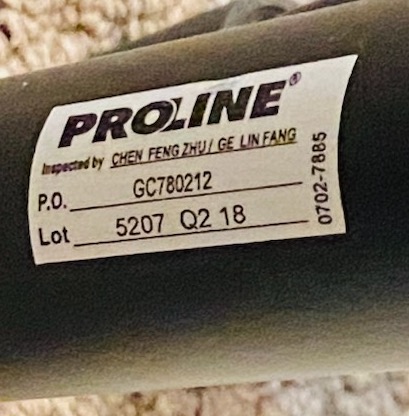 PROLINE®
Inspected by CHEN FENG ZHU / GE LIN FANG
P.O. GC780212
Lot 5207 Q2 18
0702-7885